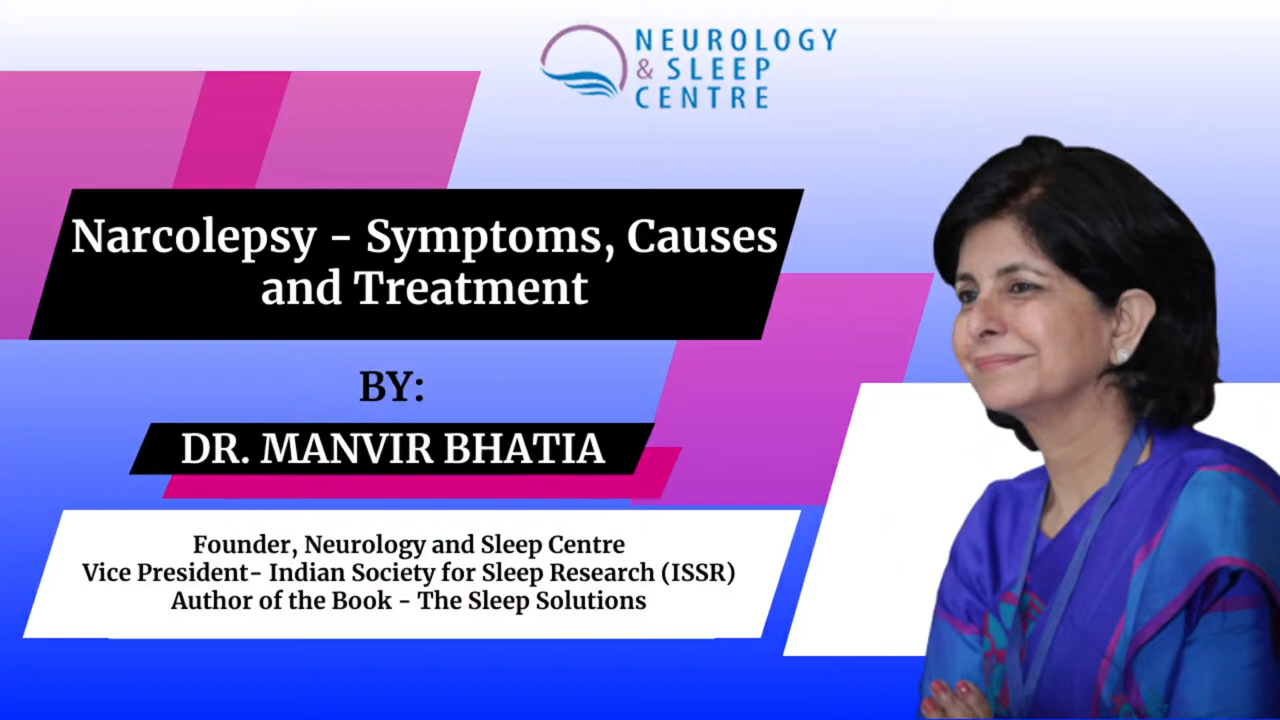 NEUROLOGY
& SLEEP
CENTRE
Narcolepsy - Symptoms, Causes
and Treatment
BY:
DR. MANVIR BHATIA
Founder, Neurology and Sleep Centre
Vice President- Indian Society for Sleep Research (ISSR)
Author of the Book - The Sleep Solutions